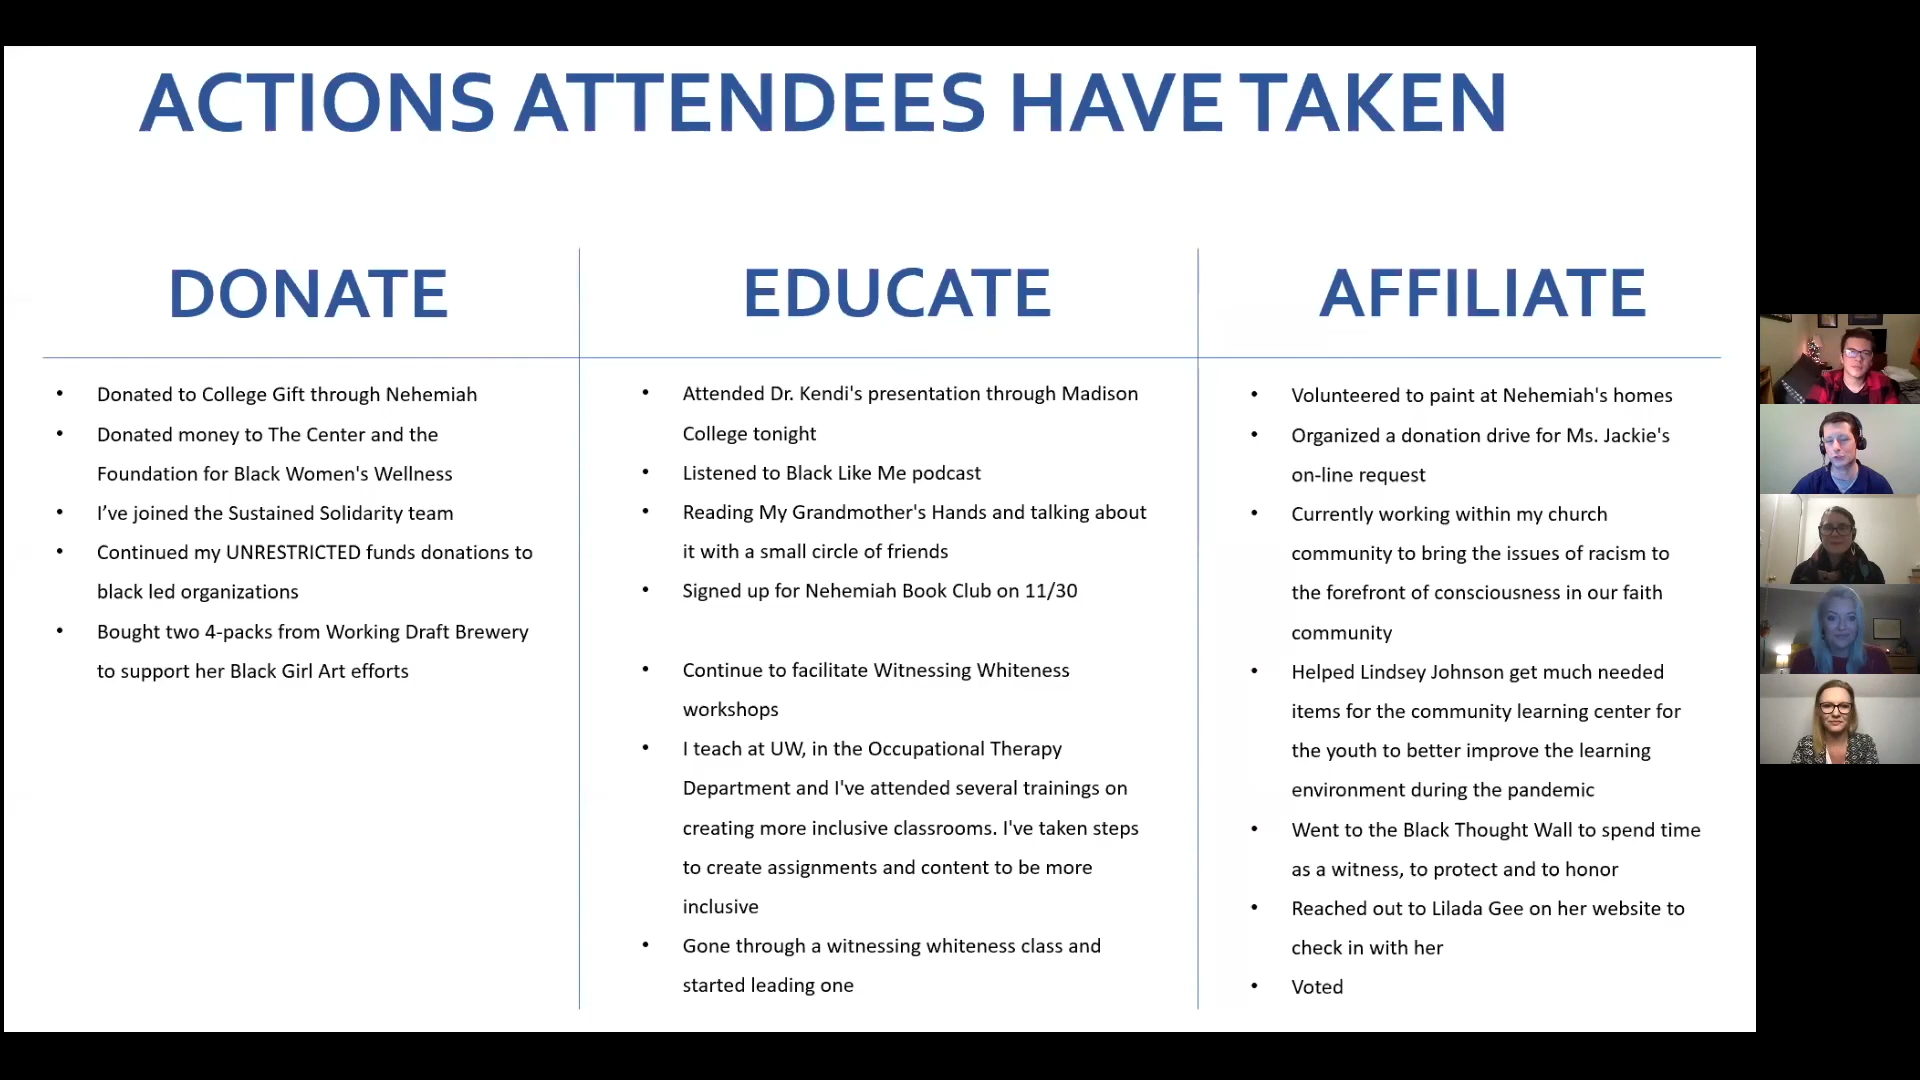 ACTIONS ATTENDEES HAVE TAKEN
DONATE
• Donated to College Gift through Nehemiah
• Donated money to The Center and the
Foundation for Black Women's Wellness
• I’ve joined the Sustained Solidarity team
• Continued my UNRESTRICTED funds donations to
black led organizations
• Bought two 4-packs from Working Draft Brewery
to support her Black Girl Art efforts
EDUCATE
• Attended Dr. Kendi's presentation through Madison
College tonight
• Listened to Black Like Me podcast
• Reading My Grandmother's Hands and talking about
it with a small circle of friends
• Signed up for Nehemiah Book Club on 11/30
• Continue to facilitate Witnessing Whiteness
workshops
• I teach at UW, in the Occupational Therapy
Department and I've attended several trainings on
creating more inclusive classrooms. I've taken steps
to create assignments and content to be more
inclusive
• Gone through a witnessing whiteness class and
started leading one
AFFILIATE
• Volunteered to paint at Nehemiah's homes
• Organized a donation drive for Ms. Jackie's
on-line request
• Currently working within my church
community to bring the issues of racism to
the forefront of consciousness in our faith
community
• Helped Lindsey Johnson get much needed
items for the community learning center for
the youth to better improve the learning
environment during the pandemic
• Went to the Black Thought Wall to spend time
as a witness, to protect and to honor
• Reached out to Lilada Gee on her website to
check in with her
• Voted